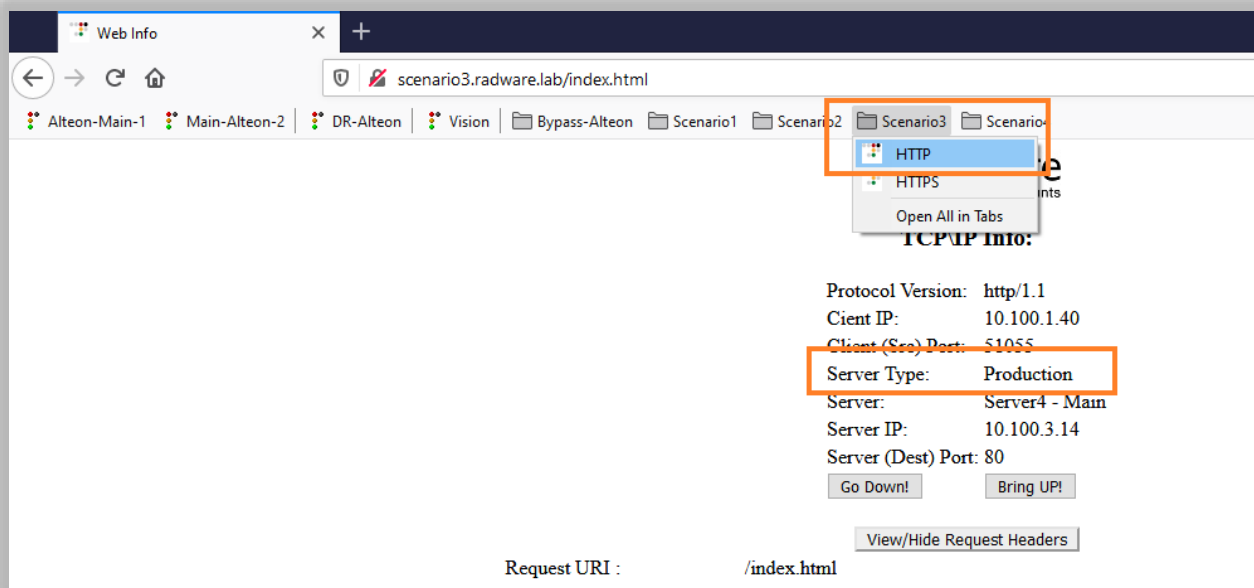 Web Info
scenario3.radware.lab/index.html
Alteon-Main-1 Main-Alteon-2 DR-Alteon Vision Bypass-Alteon Scenario1 Scenario2 Scenario3 Scenario4
HTTP
HTTPS
Open All in Tabs
TCP\IP Info:
Protocol Version: http/1.1
Cient IP: 10.100.1.40
Client (Src) Port: 51055
Server Type: Production
Server: Server4 - Main
Server IP: 10.100.3.14
Server (Dest) Port: 80
Go Down! Bring UP!
View/Hide Request Headers
Request URI : /index.html